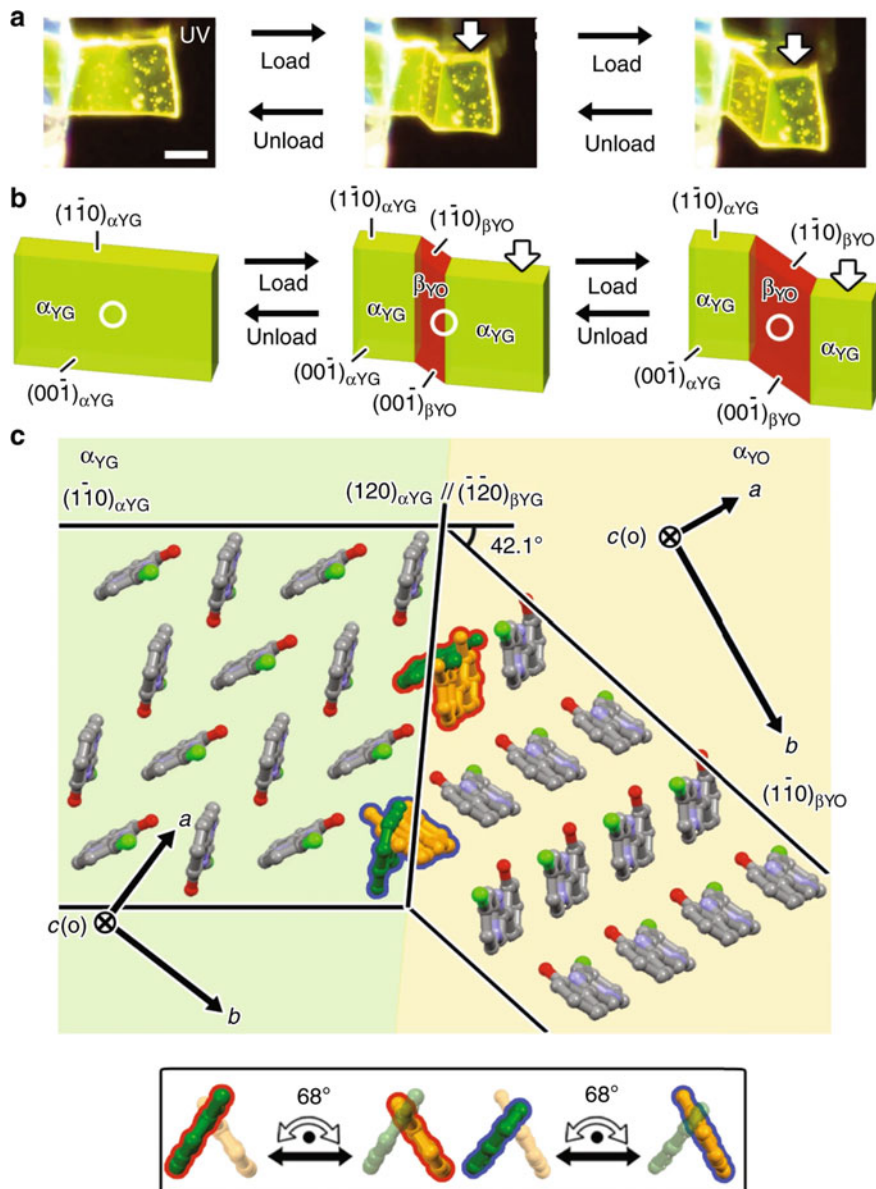 a
UV
Load
Unload
Load
Unload
b
(11̄0)αYG
αYG
(001̄)αYG
Load
Unload
(11̄0)αYG
(11̄0)βYO
βYO
αYG
αYG
(001̄)αYG
(001̄)βYO
Load
Unload
(11̄0)αYG
(11̄0)βYO
βYO
αYG
αYG
(001̄)αYG
(001̄)βYO
c
αYG
(11̄0)αYG
(120)αYG // (1̄2̄0)βYG
αYO
a
c(o)
b
42.1°
(11̄0)βYO
a
c(o)
b
68°
68°